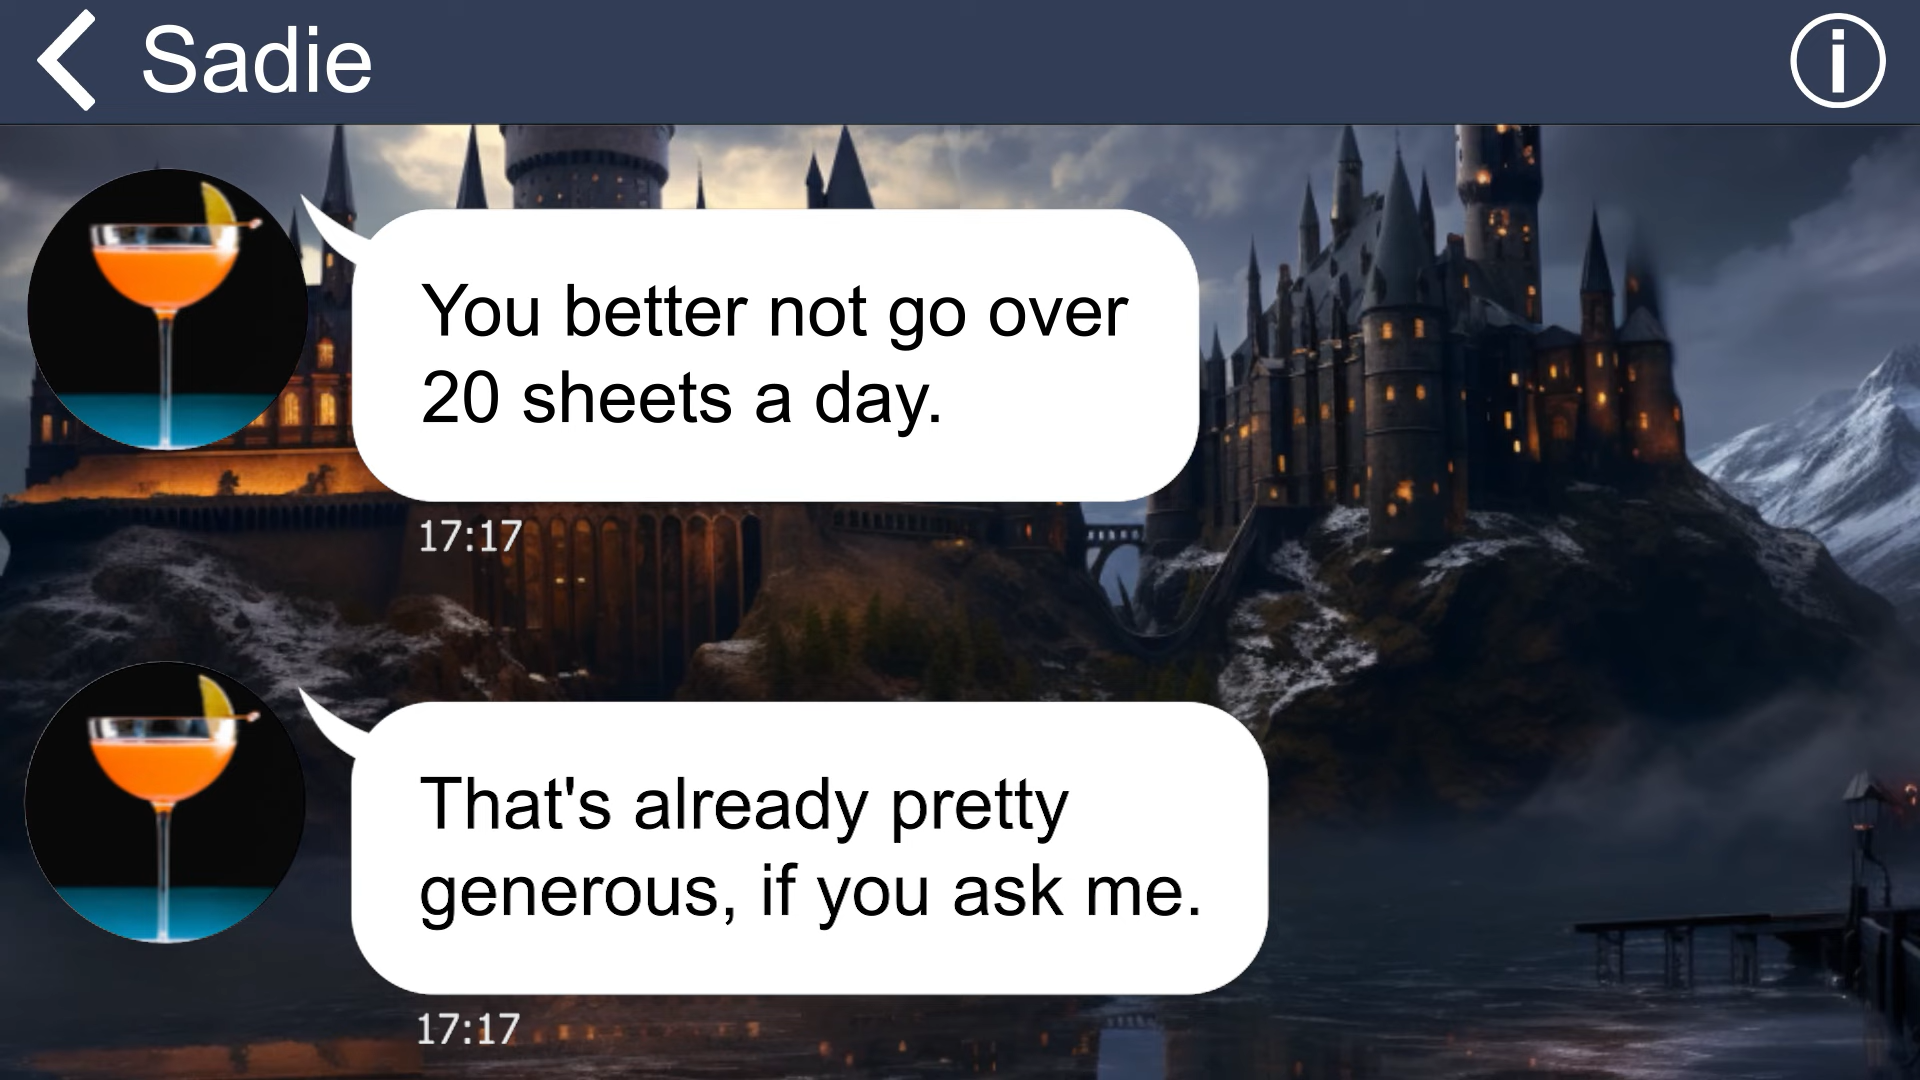 Sadie
You better not go over
20 sheets a day.
17:17
That's already pretty
generous, if you ask me.
17:17